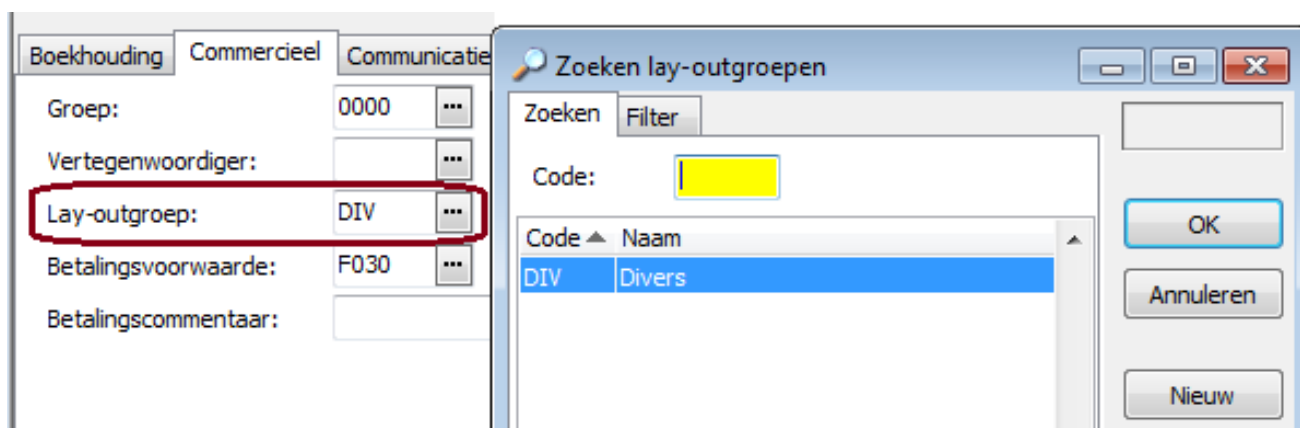 Boekhouding Commercieel Communicatie
Groep: 0000 ...
Vertegenwoordiger: ...
Lay-outgroep: DIV ...
Betalingsvoorwaarde: F030 ...
Betalingscommentaar:
Zoeken lay-outgroepen
Zoeken Filter
Code:
Code Naam
DIV Divers
OK
Annuleren
Nieuw